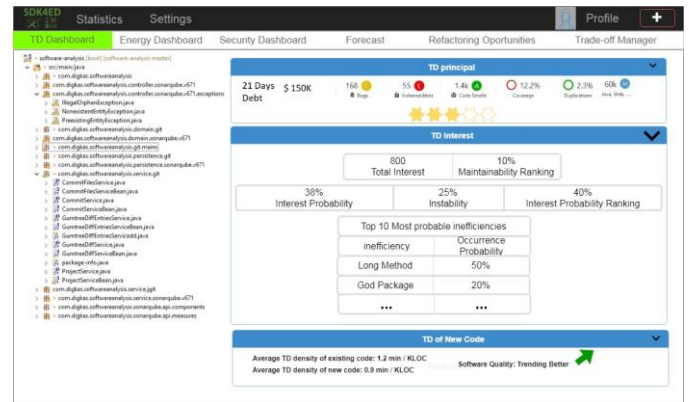 SDK4ED
Statistics
Settings
Profile
+
TD Dashboard
Energy Dashboard
Security Dashboard
Forecast
Refactoring Oportunities
Trade-off Manager
> software-analysis [boot] [software-analysis master]
src/main/java
com.digkas.softwareanalysis
com.digkas.softwareanalysis.controller.sonarqube.v671
com.digkas.softwareanalysis.controller.sonarqube.v671.exceptions
IllegalOrphanException.java
NonexistentEntityException.java
PreexistingEntityException.java
com.digkas.softwareanalysis.domain.git
com.digkas.softwareanalysis.domain.sonarqube.v671
com.digkas.softwareanalysis.git.mains
com.digkas.softwareanalysis.persistence.git
com.digkas.softwareanalysis.persistence.sonarqube.v671
com.digkas.softwareanalysis.service.git
CommitFilesService.java
CommitFilesServiceBean.java
CommitService.java
CommitServiceBean.java
GumtreeDiffEntriesService.java
GumtreeDiffEntriesServiceBean.java
GumtreeDiffEntriesServicedd.java
GumtreeDiffService.java
GumtreeDiffServiceBean.java
package-info.java
ProjectService.java
ProjectServiceBean.java
com.digkas.softwareanalysis.service.jgit
com.digkas.softwareanalysis.service.sonarqube.v671
com.digkas.softwareanalysis.sonarqube.api.components
com.digkas.softwareanalysis.sonarqube.api.measures
TD principal
21 Days $ 150K
Debt
168
Bugs
55 E
Vulnerabilities
1.4k A
Code Smells
12.2%
Coverage
2.3%
Duplications
60k M
Java, XML, ...
TD Interest
800
Total Interest
10%
Maintainability Ranking
38%
Interest Probability
25%
Instability
40%
Interest Probability Ranking
Top 10 Most probable inefficiencies
inefficiency
Occurrence
Probability
Long Method
50%
God Package
20%
...
...
TD of New Code
Average TD density of existing code: 1.2 min / KLOC
Average TD density of new code: 0.9 min / KLOC
Software Quality: Trending Better